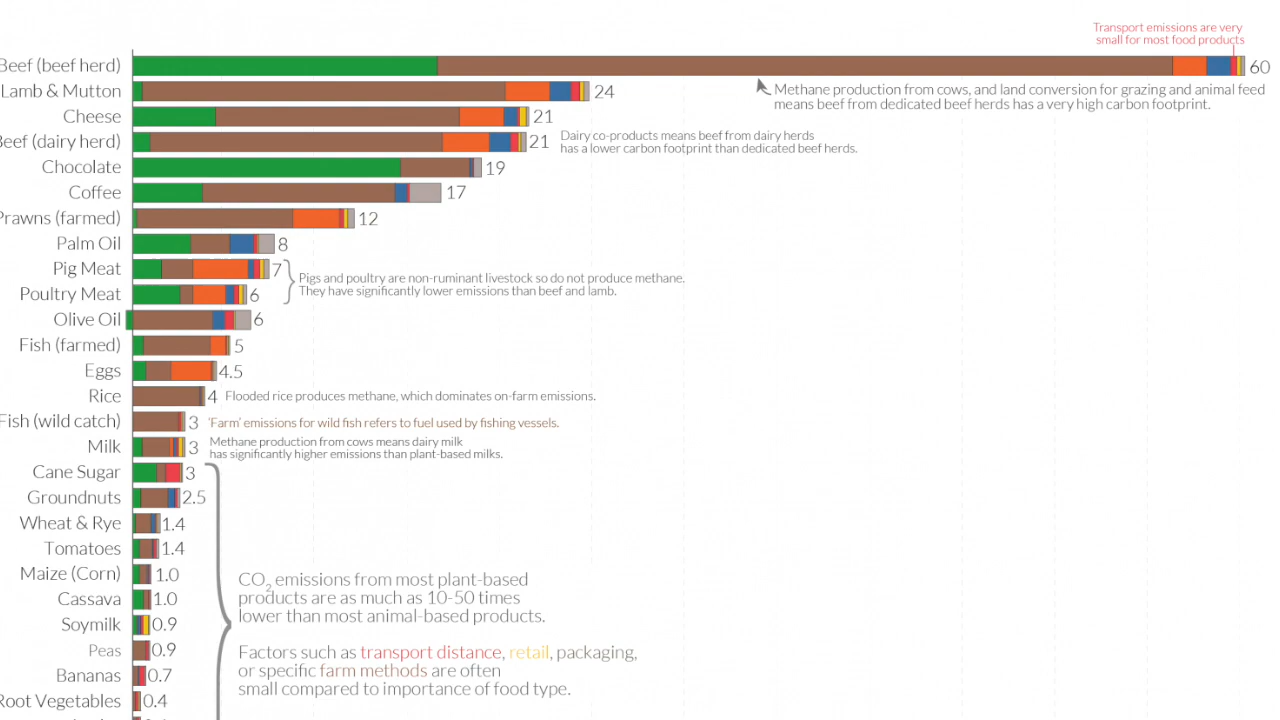 Transport emissions are very
small for most food products
Beef (beef herd) 60
Methane production from cows, and land conversion for grazing and animal feed
means beef from dedicated beef herds has a very high carbon footprint.
Lamb & Mutton 24
Cheese 21
Beef (dairy herd) 21
Dairy co-products means beef from dairy herds
has a lower carbon footprint than dedicated beef herds.
Chocolate 19
Coffee 17
Prawns (farmed) 12
Palm Oil 8
Pig Meat 7
Pigs and poultry are non-ruminant livestock so do not produce methane.
They have significantly lower emissions than beef and lamb.
Poultry Meat 6
Olive Oil 6
Fish (farmed) 5
Eggs 4.5
Rice 4 Flooded rice produces methane, which dominates on-farm emissions.
Fish (wild catch) 3 'Farm' emissions for wild fish refers to fuel used by fishing vessels.
Milk 3
Methane production from cows means dairy milk
has significantly higher emissions than plant-based milks.
Cane Sugar 3
Groundnuts 2.5
Wheat & Rye 1.4
Tomatoes 1.4
Maize (Corn) 1.0
Cassava 1.0
Soymilk 0.9
Peas 0.9
Bananas 0.7
Root Vegetables 0.4
CO2 emissions from most plant-based
products are as much as 10-50 times
lower than most animal-based products.
Factors such as transport distance, retail, packaging,
or specific farm methods are often
small compared to importance of food type.